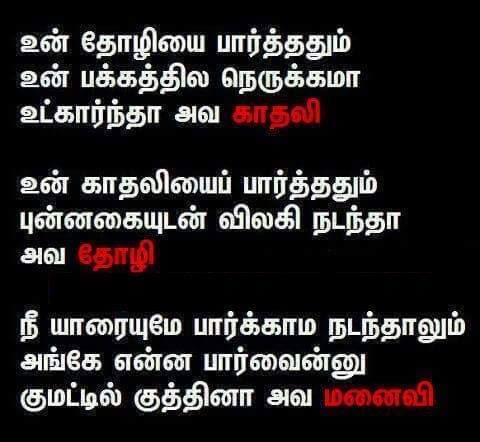 உன் தோழியை பார்த்ததும்
உன் பக்கத்தில நெருக்கமா
உட்கார்ந்தா அவ காதலி
உன் காதலியைப் பார்த்ததும்
புன்னகையுடன் விலகி நடந்தா
அவ தோழி
நீ யாரையுமே பார்க்காம நடந்தாலும்
அங்கே என்ன பார்வைன்னு
குமட்டில் குத்தினா அவ மனைவி